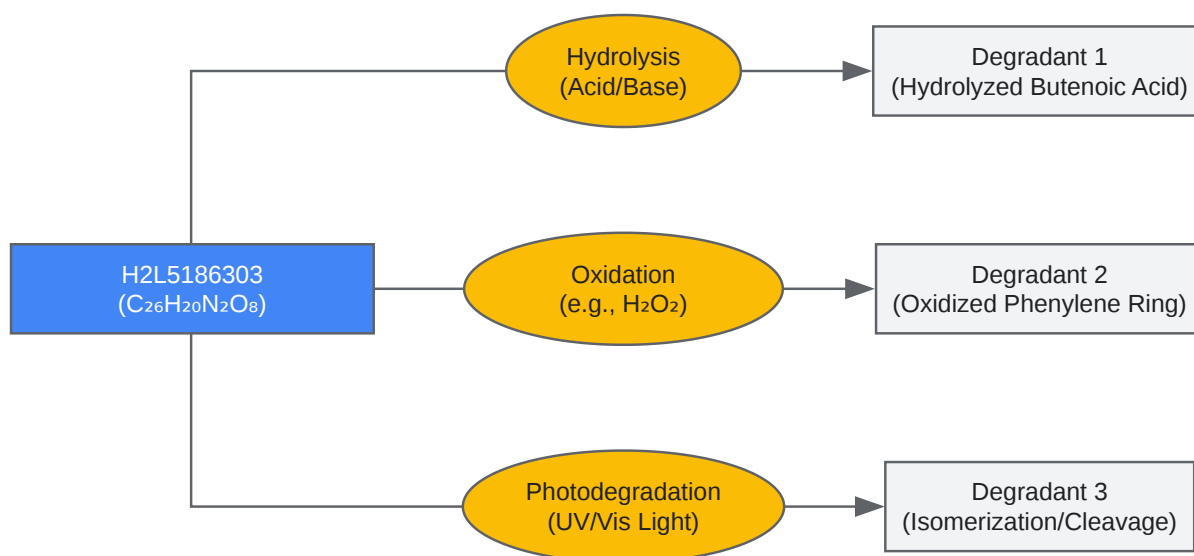 Hydrolysis
(Acid/Base)
Degradant 1
(Hydrolyzed Butenoic Acid)
H2L5186303
(C₂₆H₂₀N₂O₈)
Oxidation
(e.g., H₂O₂)
Degradant 2
(Oxidized Phenylene Ring)
Photodegradation
(UV/Vis Light)
Degradant 3
(Isomerization/Cleavage)